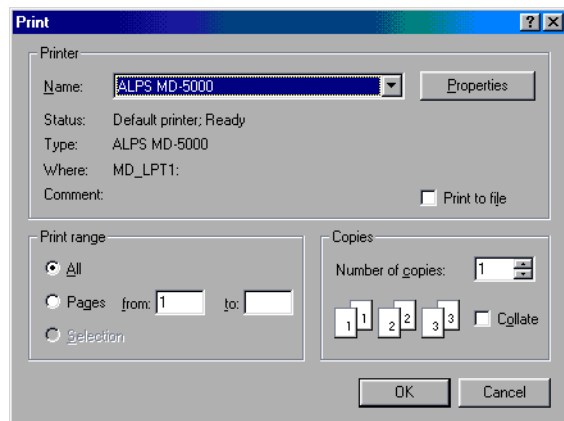 Print
Printer
Name: ALPS MD-5000 Properties
Status: Default printer; Ready
Type: ALPS MD-5000
Where: MD_LPT1:
Comment: Print to file
Print range
All
Pages from: 1 to:
Selection
Copies
Number of copies: 1
1 1 2 2 3 3 Collate
OK Cancel